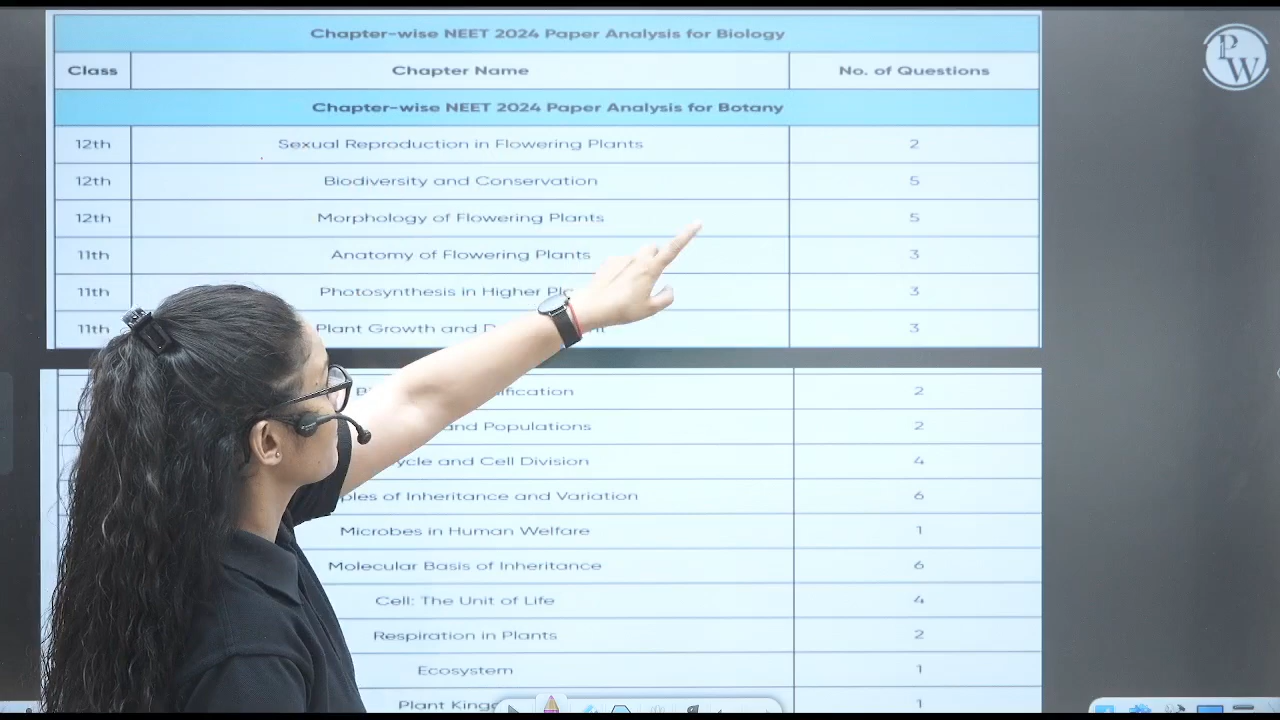 Chapter-wise NEET 2024 Paper Analysis for Biology
Class Chapter Name No. of Questions
Chapter-wise NEET 2024 Paper Analysis for Botany
12th Sexual Reproduction in Flowering Plants 2
12th Biodiversity and Conservation 5
12th Morphology of Flowering Plants 5
11th Anatomy of Flowering Plants 3
11th Photosynthesis in Higher 3
11th Plant Growth and 3
2
and Populations 2
and Cell Division 4
of Inheritance and Variation 6
Microbes in Human Welfare 1
Molecular Basis of Inheritance 6
Cell: The Unit of Life 4
Respiration in Plants 2
Ecosystem 1
Plant 1
PW